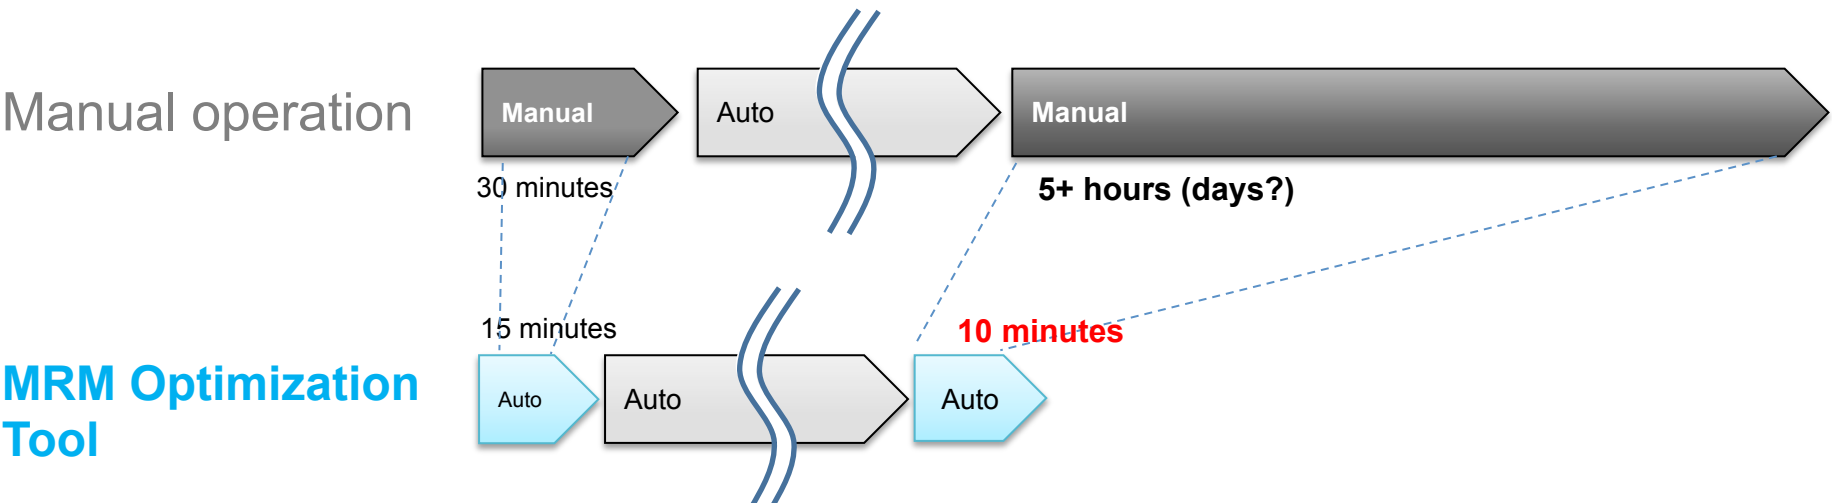 Manual operation
Manual
Auto
Manual
30 minutes
5+ hours (days?)
15 minutes
10 minutes
MRM Optimization
Tool
Auto
Auto
Auto